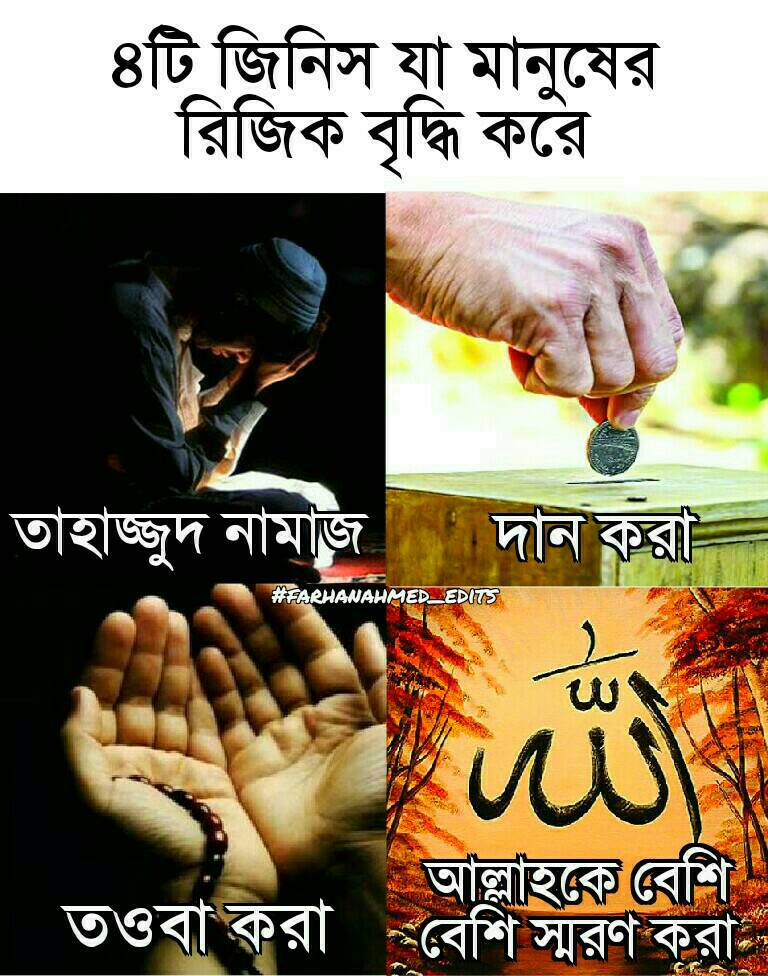 ৪টি জিনিস যা মানুষের
রিজিক বৃদ্ধি করে
তাহাজ্জুদ নামাজ
দান করা
#FARHANAHMED_EDITS
তওবা করা
الله
আল্লাহকে বেশি
বেশি স্মরণ করা